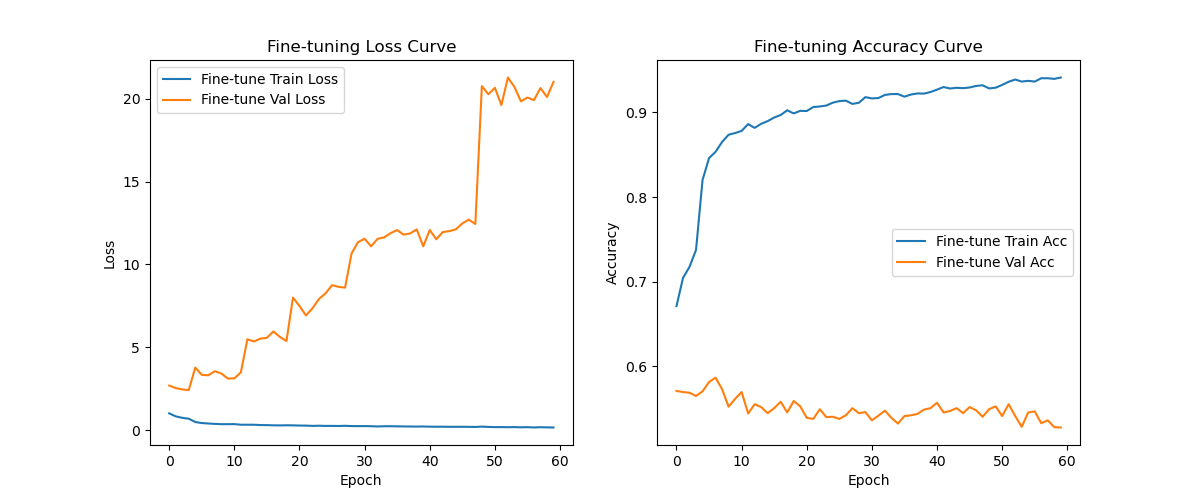 Fine-tuning Loss Curve
Fine-tune Train Loss
Fine-tune Val Loss
20
15
10
5
0
Loss
0 10 20 30 40 50 60
Epoch
Fine-tuning Accuracy Curve
0.9
0.8
0.7
0.6
Accuracy
Fine-tune Train Acc
Fine-tune Val Acc
0 10 20 30 40 50 60
Epoch